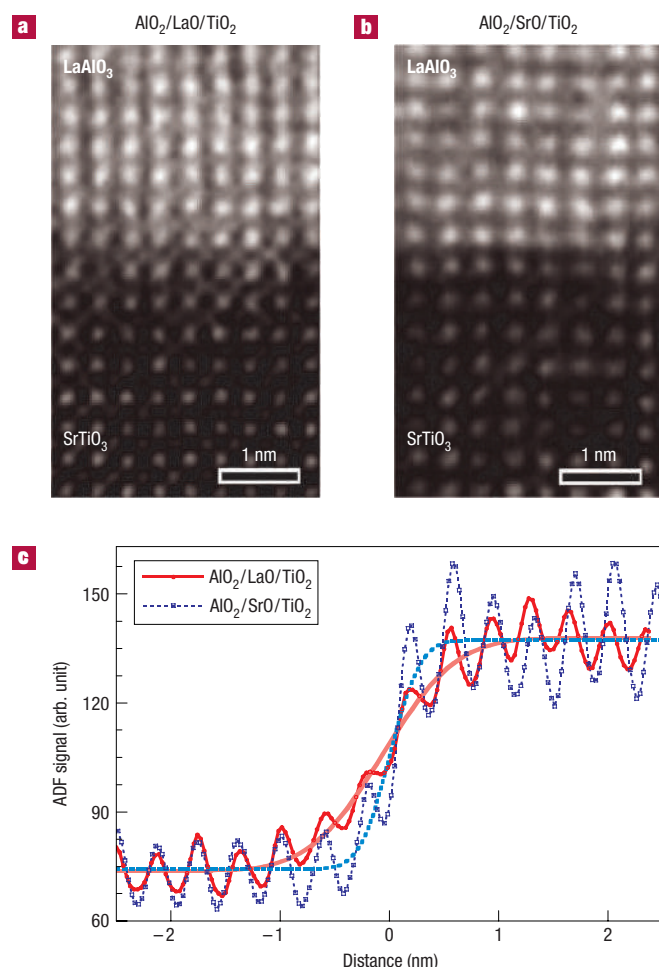 a
AlO₂/LaO/TiO₂
LaAlO₃
SrTiO₃
1 nm
b
AlO₂/SrO/TiO₂
LaAlO₃
SrTiO₃
1 nm
c
AlO₂/LaO/TiO₂
AlO₂/SrO/TiO₂
150
120
90
60
ADF signal (arb. unit)
–2
–1
0
1
2
Distance (nm)